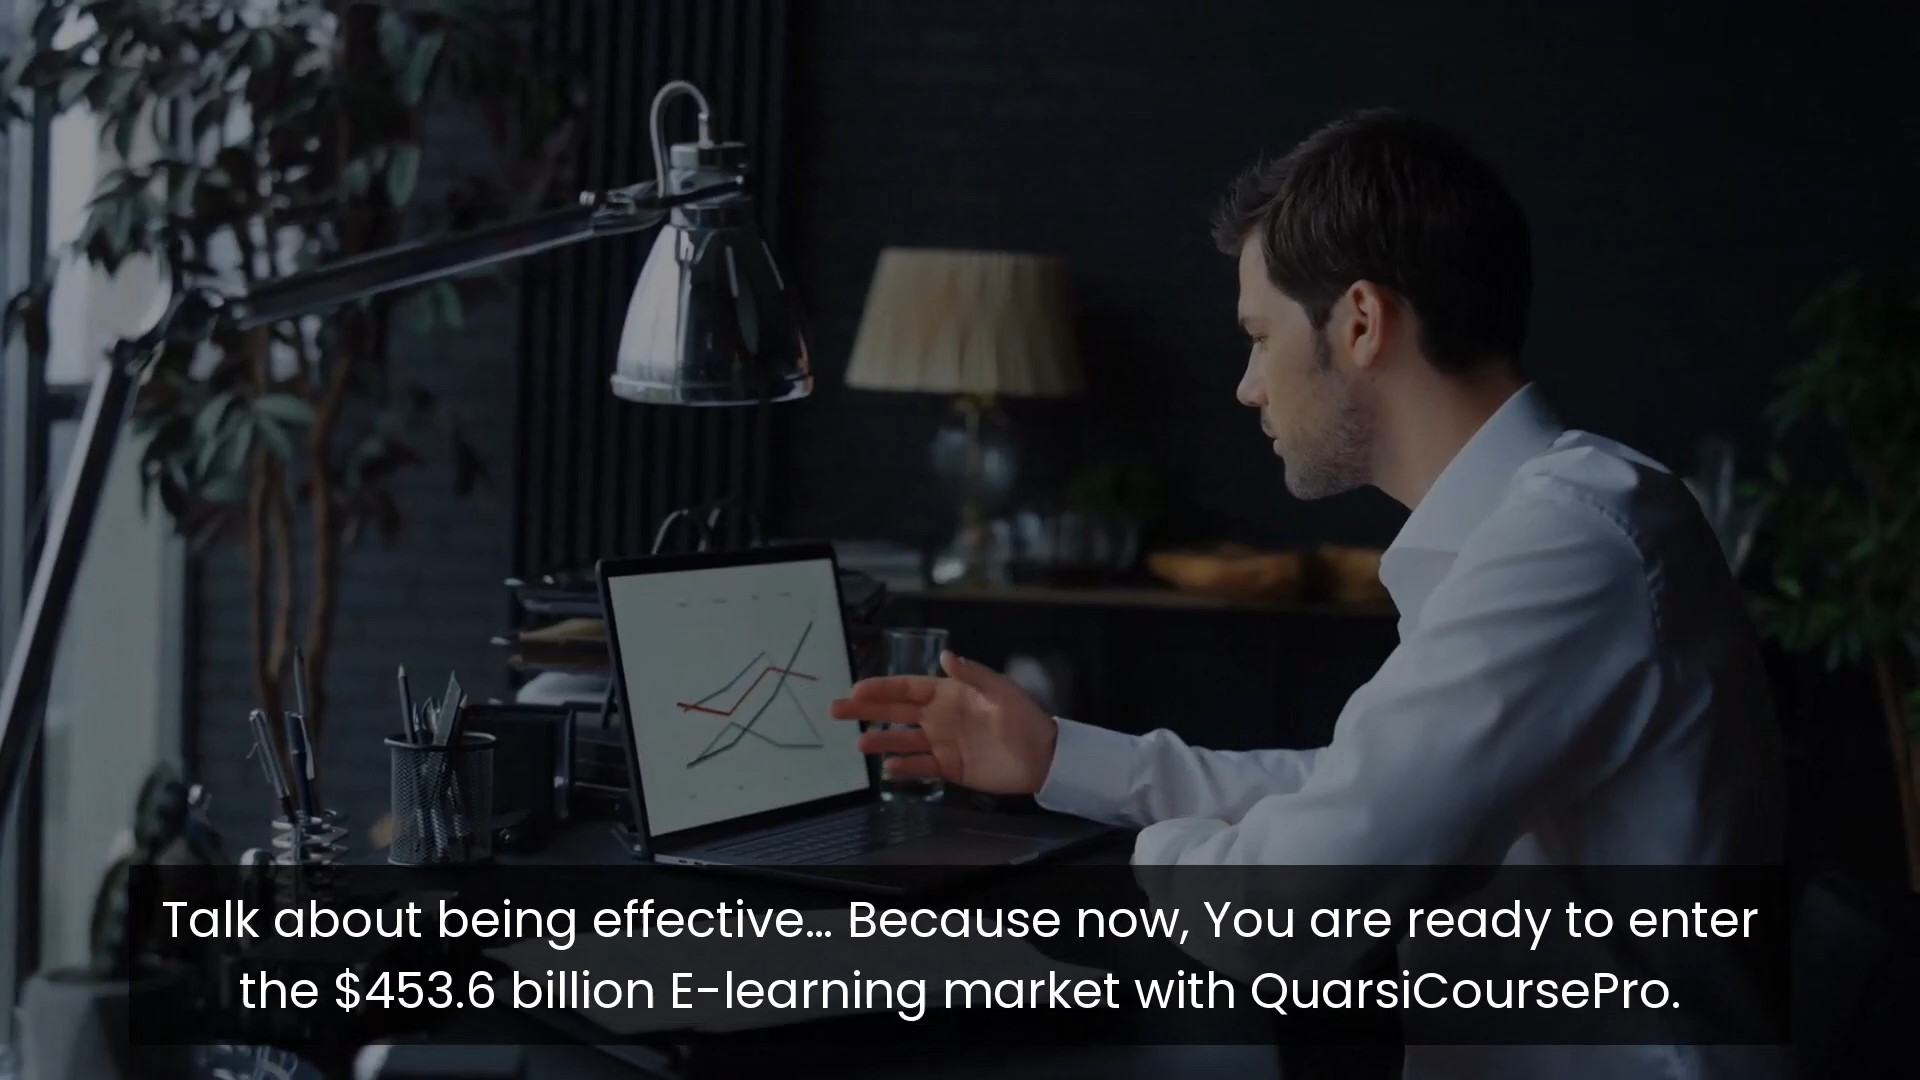 Talk about being effective... Because now, You are ready to enter
the $453.6 billion E-learning market with QuarsiCoursePro.